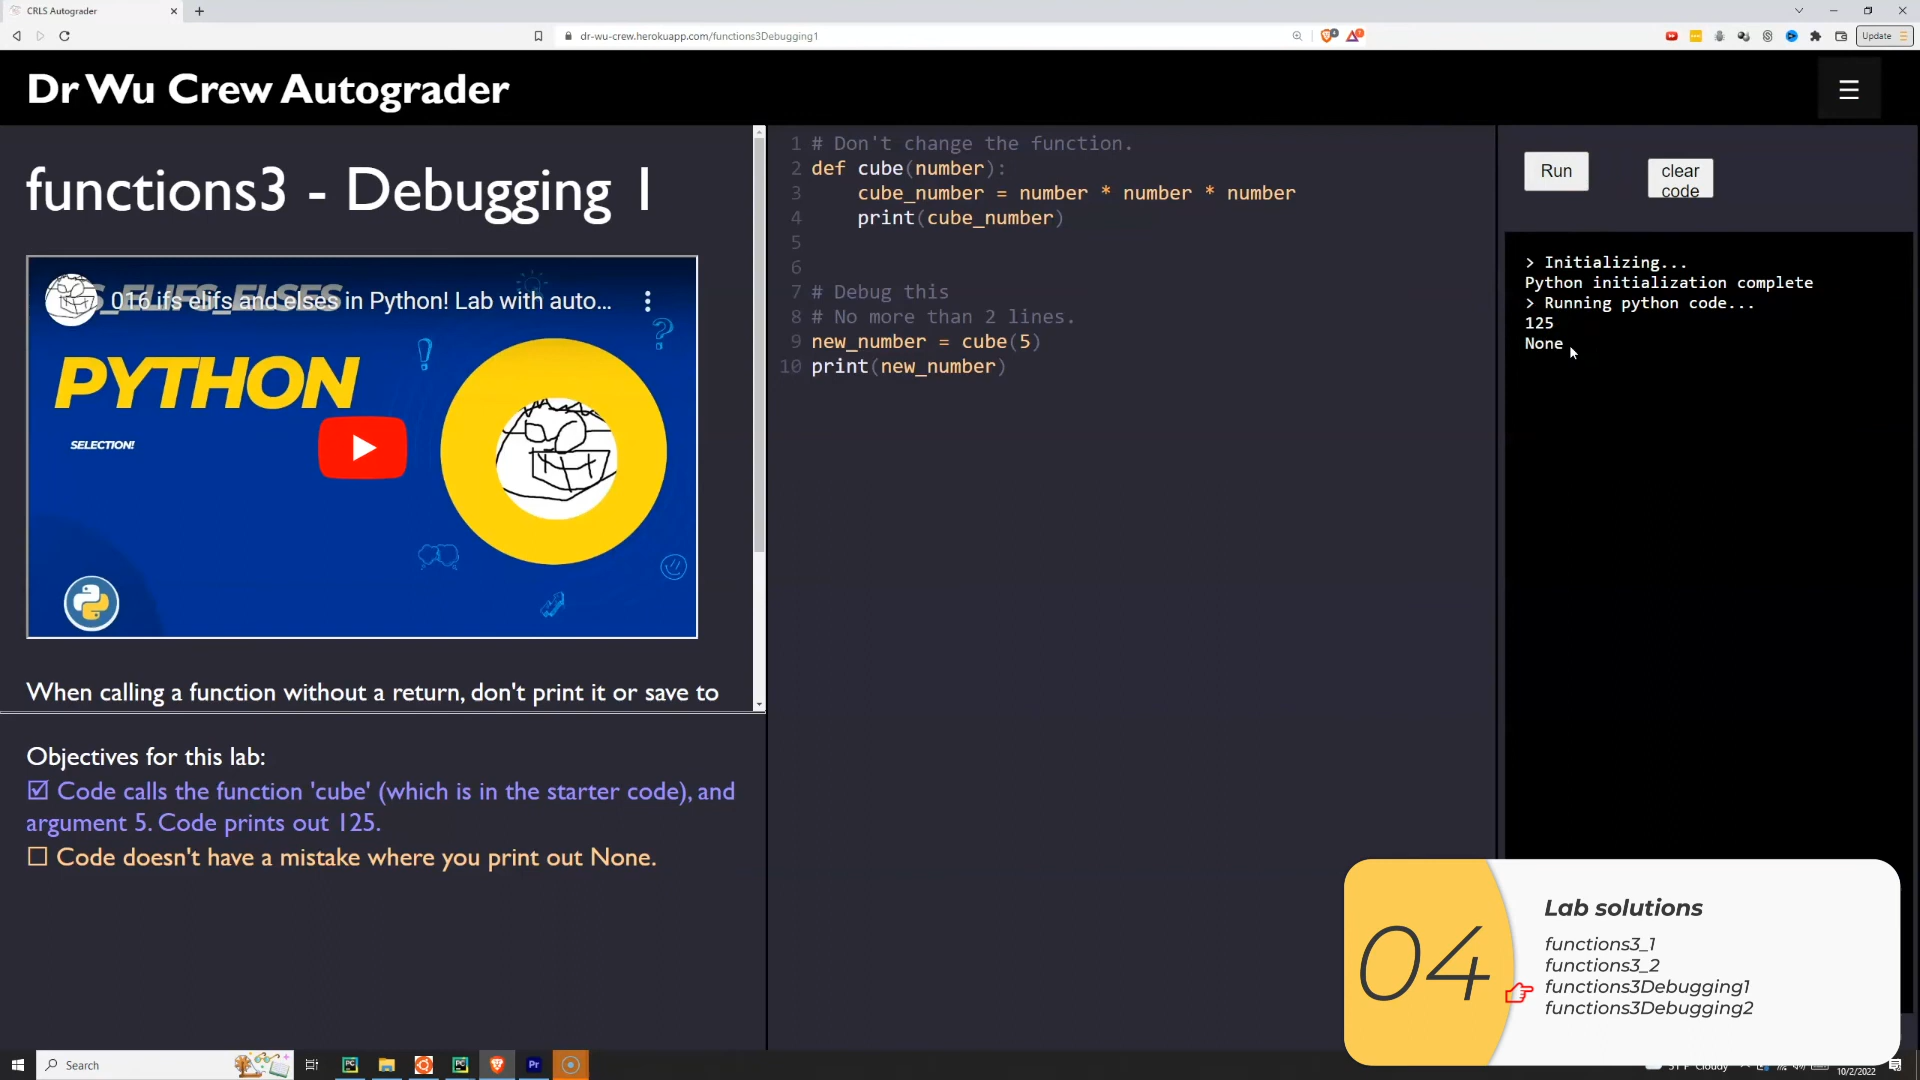 CRLS Autograder
dr-wu-crew.herokuapp.com/functions3Debugging1
Update
Dr Wu Crew Autograder
functions3 - Debugging 1
016 ifs elifs and elses in Python! Lab with auto...
PYTHON
SELECTION!
When calling a function without a return, don't print it or save to
Objectives for this lab:
☑ Code calls the function 'cube' (which is in the starter code), and
argument 5. Code prints out 125.
☐ Code doesn't have a mistake where you print out None.
1 # Don't change the function.
2 def cube(number):
3     cube_number = number * number * number
4     print(cube_number)
5
6
7 # Debug this
8 # No more than 2 lines.
9 new_number = cube(5)
10 print(new_number)
Run
clear
code
> Initializing...
Python initialization complete
> Running python code...
125
None
04
Lab solutions
functions3_1
functions3_2
functions3Debugging1
functions3Debugging2
Search
Pr
10/2/2022